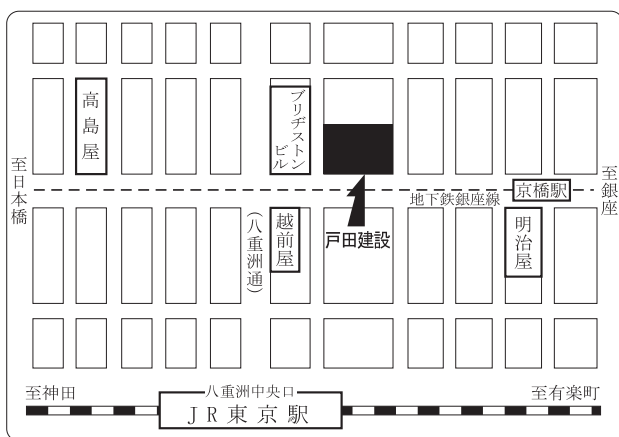 高島屋
ブリヂストン
ビル
至日本橋
至銀座
京橋駅
地下鉄銀座線
(八重洲通)
越前屋
戸田建設
明治屋
至神田
八重洲中央口
至有楽町
JR東京駅